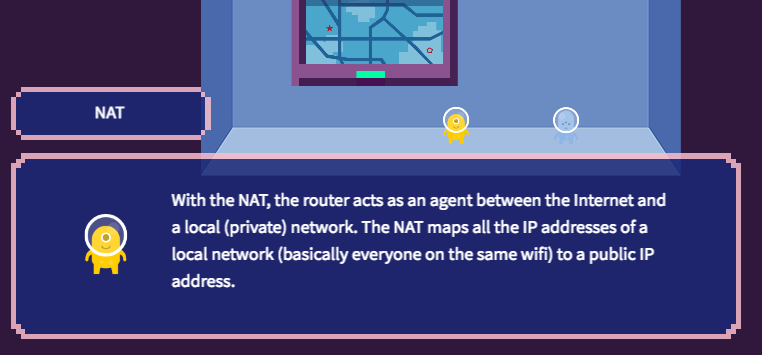 NAT
With the NAT, the router acts as an agent between the Internet and
a local (private) network. The NAT maps all the IP addresses of a
local network (basically everyone on the same wifi) to a public IP
address.